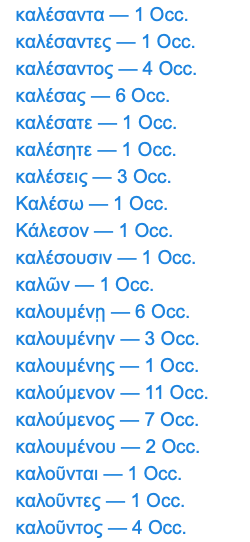 καλέσαντα — 1 Occ.
καλέσαντες — 1 Occ.
καλέσαντος — 4 Occ.
καλέσας — 6 Occ.
καλέσατε — 1 Occ.
καλέσητε — 1 Occ.
καλέσεις — 3 Occ.
Καλέσω — 1 Occ.
Κάλεσον — 1 Occ.
καλέσουσιν — 1 Occ.
καλῶν — 1 Occ.
καλουμένῃ — 6 Occ.
καλουμένην — 3 Occ.
καλουμένης — 1 Occ.
καλούμενον — 11 Occ.
καλούμενος — 7 Occ.
καλουμένου — 2 Occ.
καλοῦνται — 1 Occ.
καλοῦντες — 1 Occ.
καλοῦντος — 4 Occ.